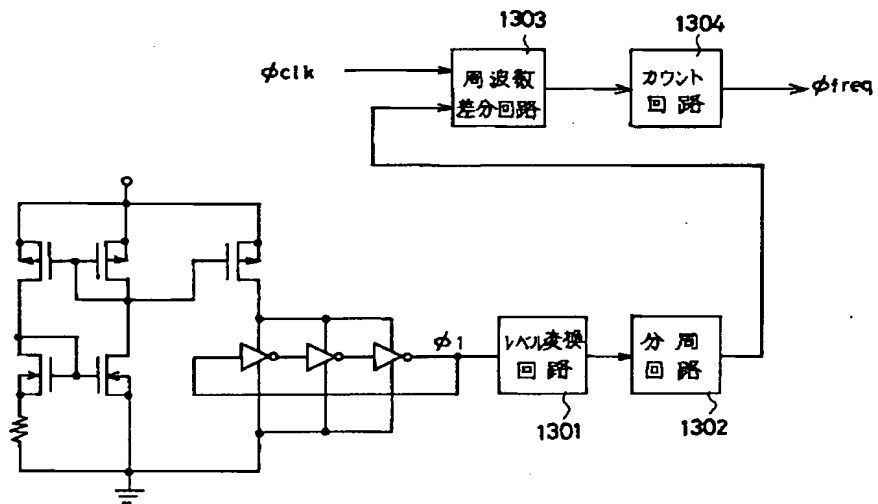 1303
1304
φclk
周波数
差分回路
カウント
回路
φfreq
φ1
レベル変換
回路
分周
回路
1301
1302